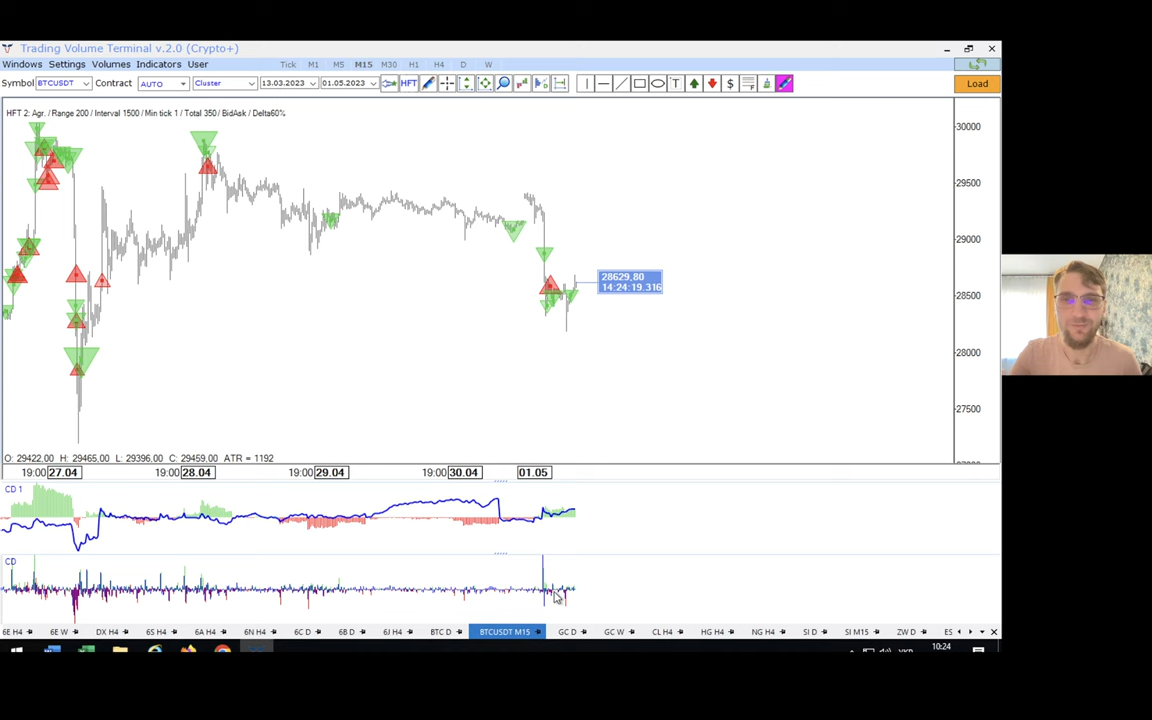 Trading Volume Terminal v.2.0 (Crypto+)
Windows Settings Volumes Indicators User Tick M1 M5 M15 M30 H1 H4 D W
Symbol BTCUSDT Contract AUTO Cluster 13.03.2023 01.05.2023 HFT T $ Load
HFT 2: Agr. / Range 200 / Interval 1500 / Min tick 1 / Total 350 / BidAsk / Delta60%
30000
29500
29000
28629,80
14:24:19.316
28500
28000
27500
O: 29422,00 H: 29465,00 L: 29396,00 C: 29459,00 ATR = 1192
19:00 27.04 19:00 28.04 19:00 29.04 19:00 30.04 01.05
CD 1
CD
6E H4 6E W DX H4 6S H4 6A H4 6N H4 6C D 6B D 6J H4 BTC D BTCUSDT M15 GC D GC W CL H4 HG H4 NG H4 SI D SI M15 ZW D ES
10:24